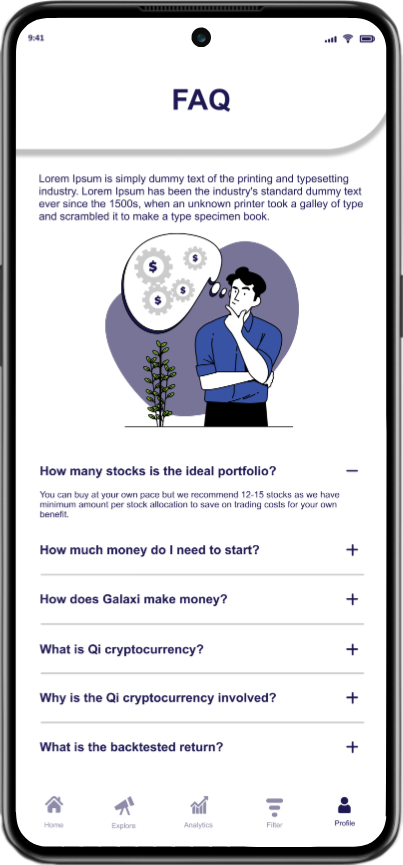 9:41
FAQ
Lorem Ipsum is simply dummy text of the printing and typesetting
industry. Lorem Ipsum has been the industry's standard dummy text
ever since the 1500s, when an unknown printer took a galley of type
and scrambled it to make a type specimen book.
$ $
$ $
How many stocks is the ideal portfolio?
You can buy at your own pace but we recommend 12-15 stocks as we have
minimum amount per stock allocation to save on trading costs for your own
benefit.
How much money do I need to start?
How does Galaxi make money?
What is Qi cryptocurrency?
Why is the Qi cryptocurrency involved?
What is the backtested return?
Home Explora Analytics Filter Profile